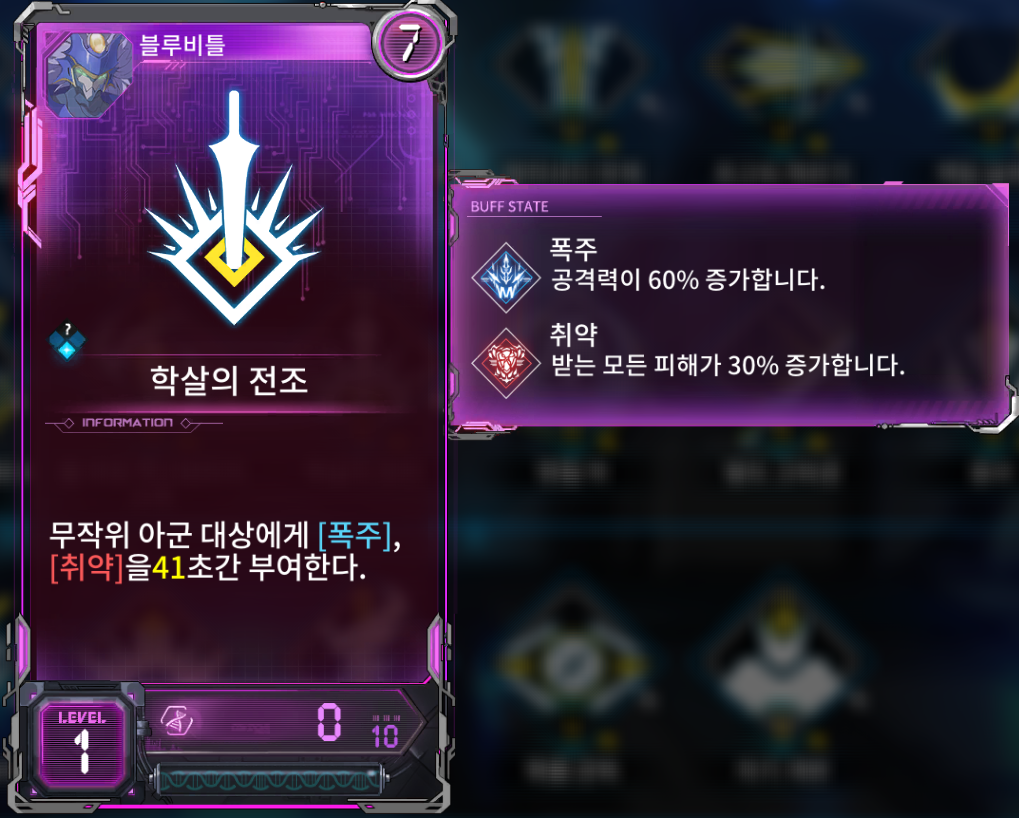 블루비틀
7
?
학살의 전조
INFORMATION
무작위 아군 대상에게 [폭주],
[취약]을41초간 부여한다.
LEVEL
1
0
10
BUFF STATE
폭주
공격력이 60% 증가합니다.
취약
받는 모든 피해가 30% 증가합니다.